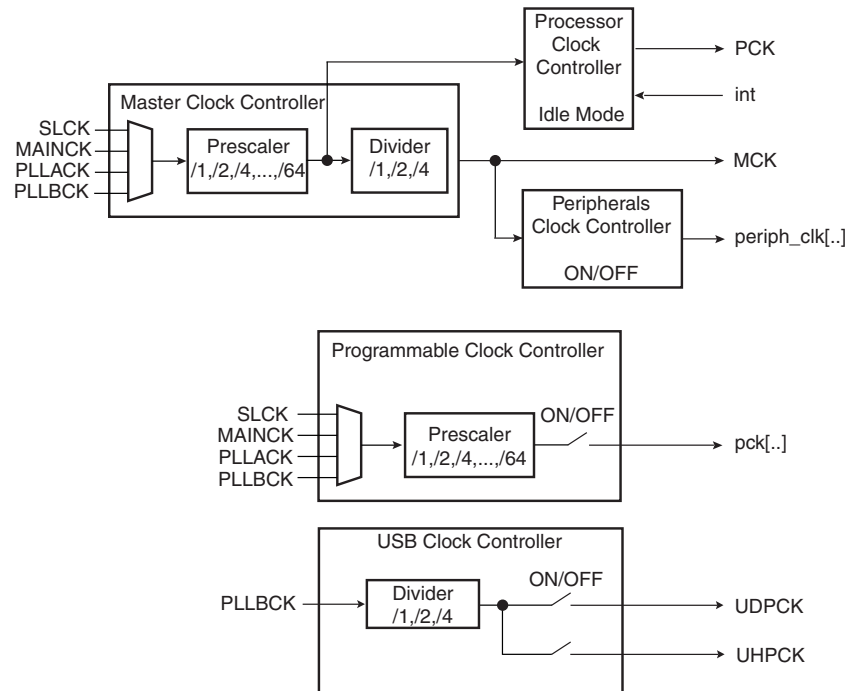 Processor
Clock
Controller
Idle Mode
PCK
int
Master Clock Controller
SLCK
MAINCK
PLLACK
PLLBCK
Prescaler
/1,/2,/4,...,/64
Divider
/1,/2,/4
MCK
Peripherals
Clock Controller
ON/OFF
periph_clk[..]
Programmable Clock Controller
SLCK
MAINCK
PLLACK
PLLBCK
Prescaler
/1,/2,/4,...,/64
ON/OFF
pck[..]
USB Clock Controller
PLLBCK
Divider
/1,/2,/4
ON/OFF
UDPCK
UHPCK